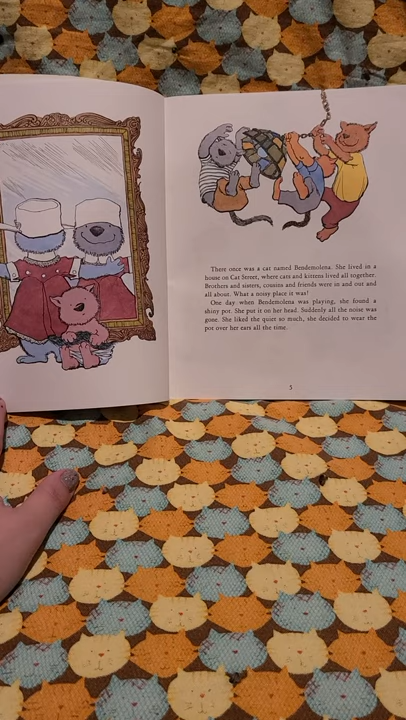 There once was a cat named Bendemolena. She lived in a
house on Cat Street, where cats and kittens lived all together.
Brothers and sisters, cousins and friends were in and out and
all about. What a noisy place it was!
One day when Bendemolena was playing, she found a
shiny pot. She put it on her head. Suddenly all the noise was
gone. She liked the quiet so much, she decided to wear the
pot over her ears all the time.
5